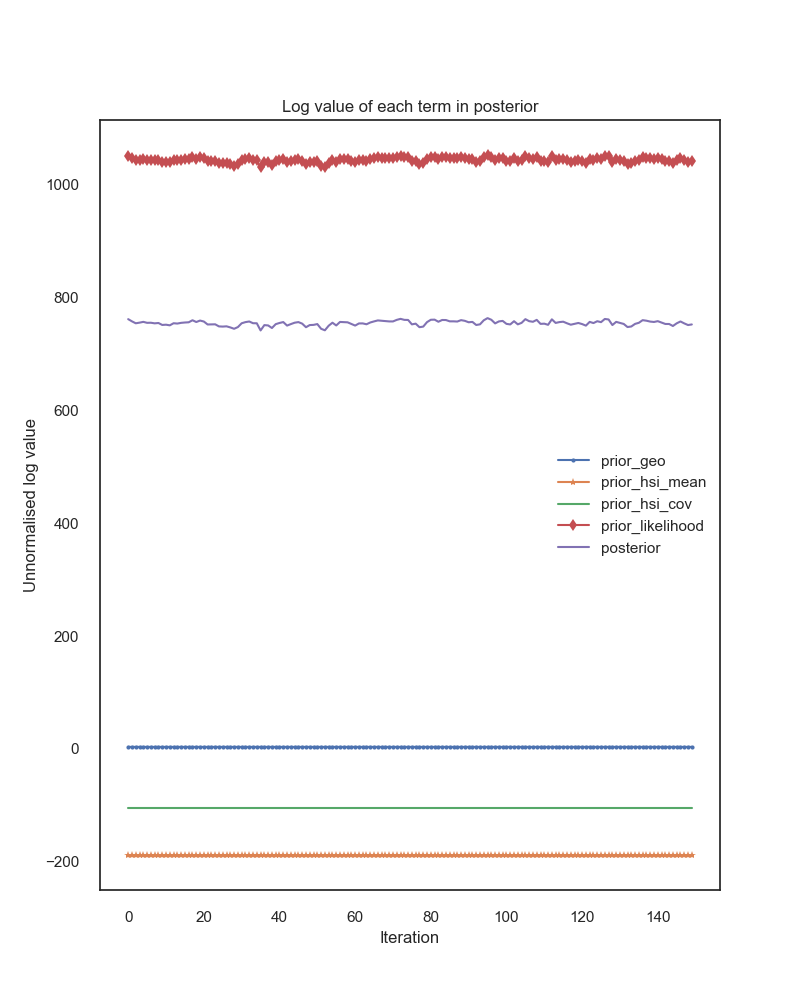 Log value of each term in posterior
Unnormalised log value
1000
800
600
400
200
0
−200
prior_geo
prior_hsi_mean
prior_hsi_cov
prior_likelihood
posterior
0 20 40 60 80 100 120 140
Iteration